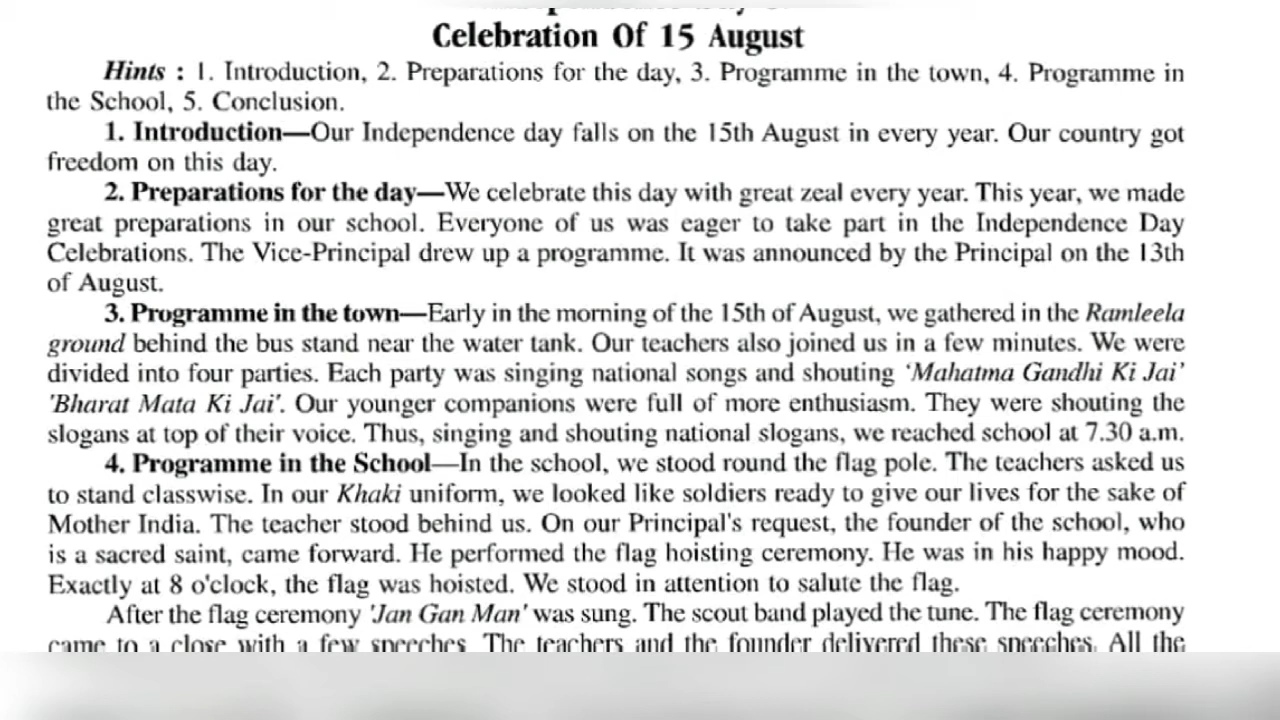 Celebration Of 15 August
Hints : 1. Introduction, 2. Preparations for the day, 3. Programme in the town, 4. Programme in
the School, 5. Conclusion.
1. Introduction—Our Independence day falls on the 15th August in every year. Our country got
freedom on this day.
2. Preparations for the day—We celebrate this day with great zeal every year. This year, we made
great preparations in our school. Everyone of us was eager to take part in the Independence Day
Celebrations. The Vice-Principal drew up a programme. It was announced by the Principal on the 13th
of August.
3. Programme in the town—Early in the morning of the 15th of August, we gathered in the Ramleela
ground behind the bus stand near the water tank. Our teachers also joined us in a few minutes. We were
divided into four parties. Each party was singing national songs and shouting ‘Mahatma Gandhi Ki Jai’
'Bharat Mata Ki Jai'. Our younger companions were full of more enthusiasm. They were shouting the
slogans at top of their voice. Thus, singing and shouting national slogans, we reached school at 7.30 a.m.
4. Programme in the School—In the school, we stood round the flag pole. The teachers asked us
to stand classwise. In our Khaki uniform, we looked like soldiers ready to give our lives for the sake of
Mother India. The teacher stood behind us. On our Principal's request, the founder of the school, who
is a sacred saint, came forward. He performed the flag hoisting ceremony. He was in his happy mood.
Exactly at 8 o'clock, the flag was hoisted. We stood in attention to salute the flag.
After the flag ceremony 'Jan Gan Man' was sung. The scout band played the tune. The flag ceremony
came to a close with a few speeches. The teachers and the founder delivered these speeches. All the